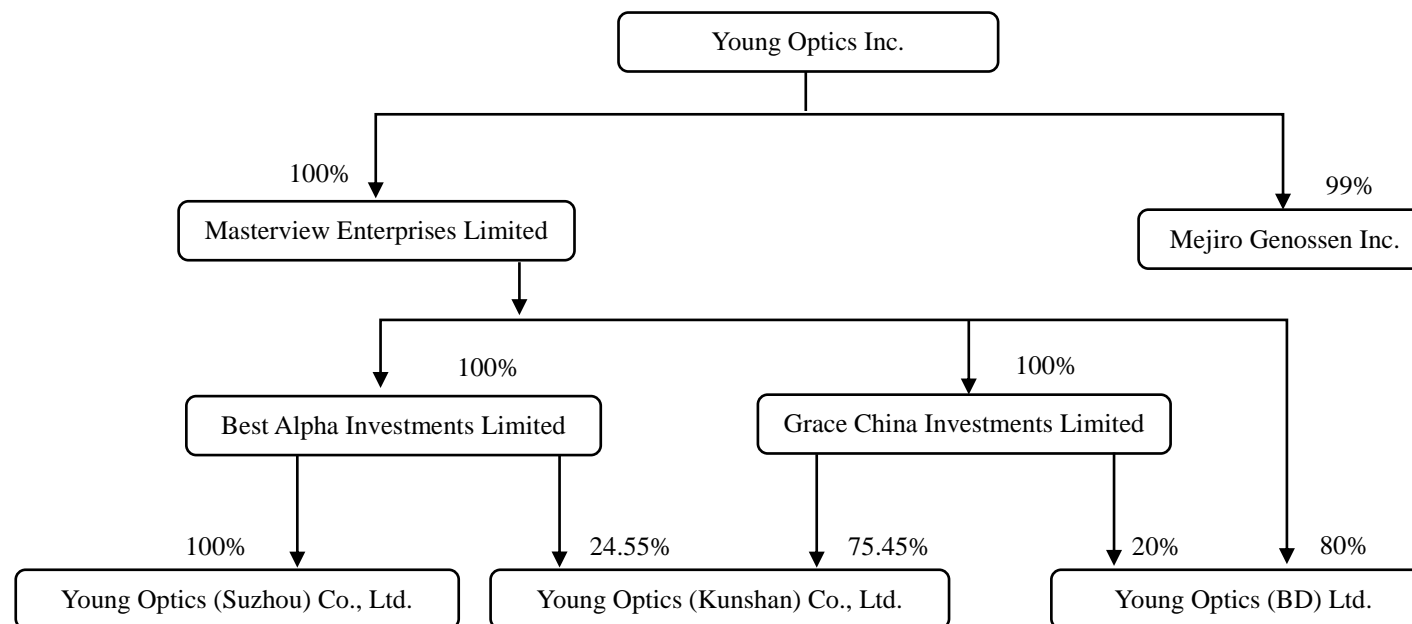 Young Optics Inc.
100%
99%
Masterview Enterprises Limited
Mejiro Genossen Inc.
100%
100%
Best Alpha Investments Limited
Grace China Investments Limited
100%
24.55%
75.45%
20%
80%
Young Optics (Suzhou) Co., Ltd.
Young Optics (Kunshan) Co., Ltd.
Young Optics (BD) Ltd.